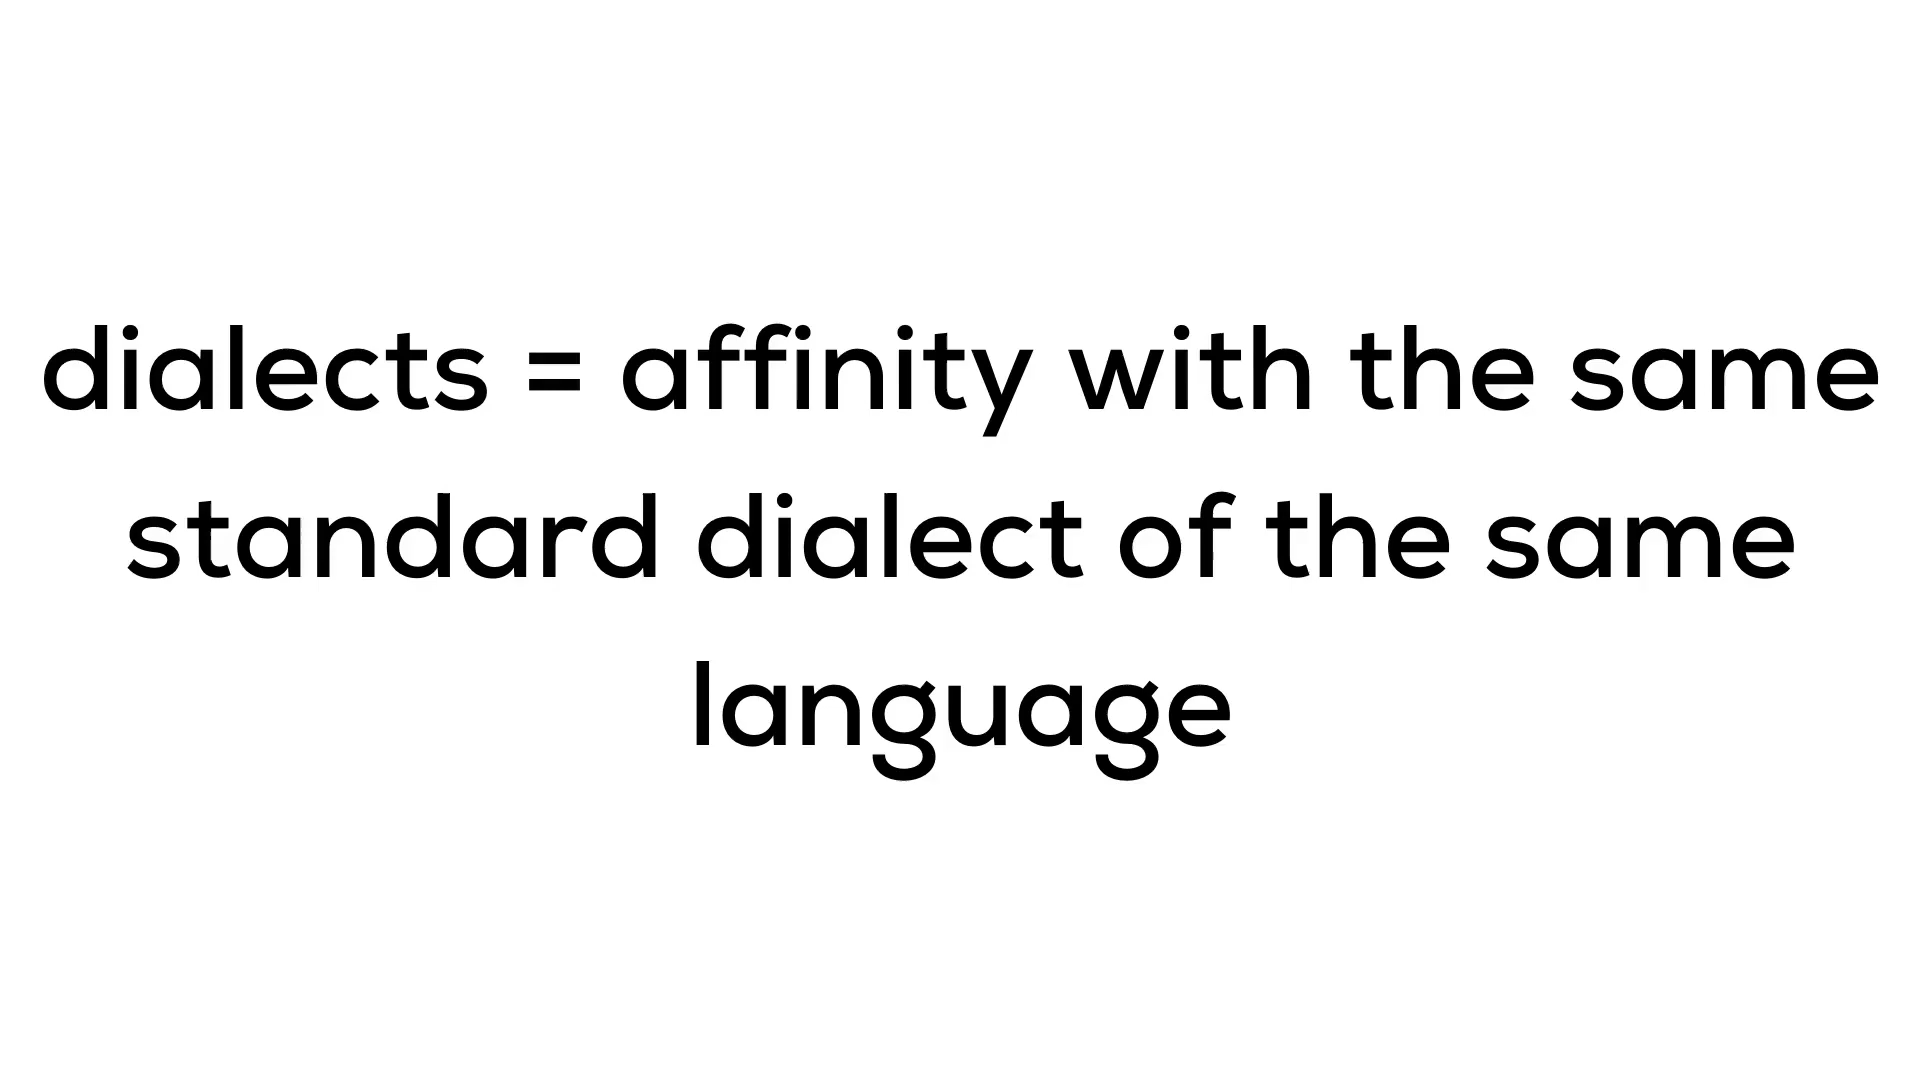 dialects = affinity with the same
standard dialect of the same
language